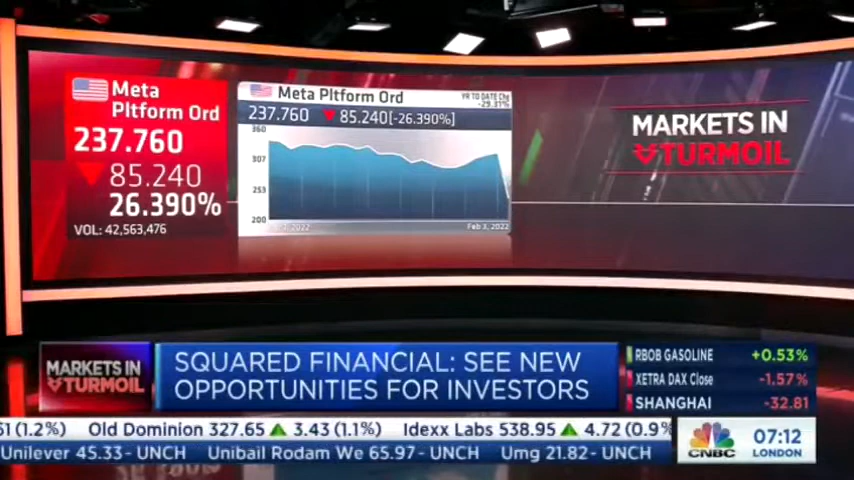 Meta
Pltform Ord
237.760
85.240
26.390%
VOL: 42,563,476
Meta Pltform Ord
YR TO DATE Chg
-29.31%
237.760 85.240[-26.390%]
360
307
253
200
2022
Feb 3, 2022
MARKETS IN
TURMOIL
MARKETS IN
TURMOIL
SQUARED FINANCIAL: SEE NEW
OPPORTUNITIES FOR INVESTORS
RBOB GASOLINE +0.53%
XETRA DAX Close -1.57%
SHANGHAI -32.81
(1.2%) Old Dominion 327.65 3.43 (1.1%) Idexx Labs 538.95 4.72 (0.9%
Unilever 45.33- UNCH Unibail Rodam We 65.97- UNCH Umg 21.82- UNCH
CNBC
07:12
LONDON